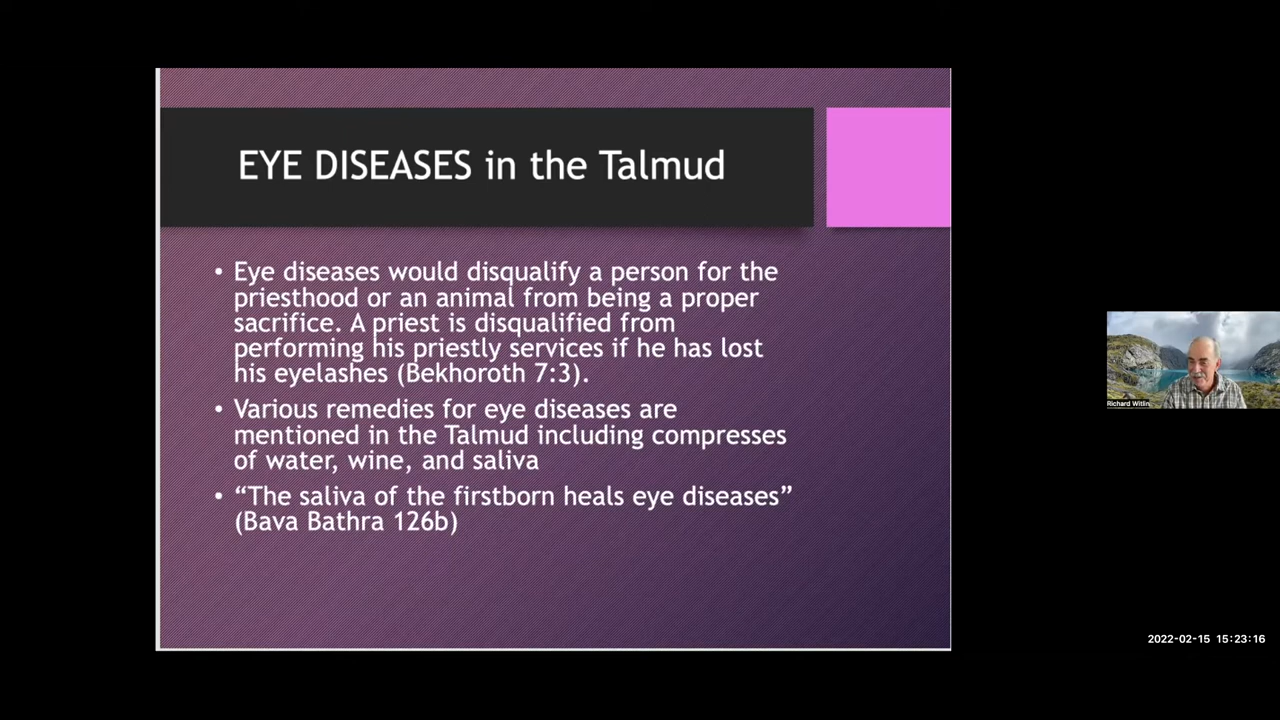 EYE DISEASES in the Talmud
• Eye diseases would disqualify a person for the
priesthood or an animal from being a proper
sacrifice. A priest is disqualified from
performing his priestly services if he has lost
his eyelashes (Bekhoroth 7:3).
• Various remedies for eye diseases are
mentioned in the Talmud including compresses
of water, wine, and saliva
• “The saliva of the firstborn heals eye diseases”
(Bava Bathra 126b)
Richard Witlin
2022-02-15 15:23:16